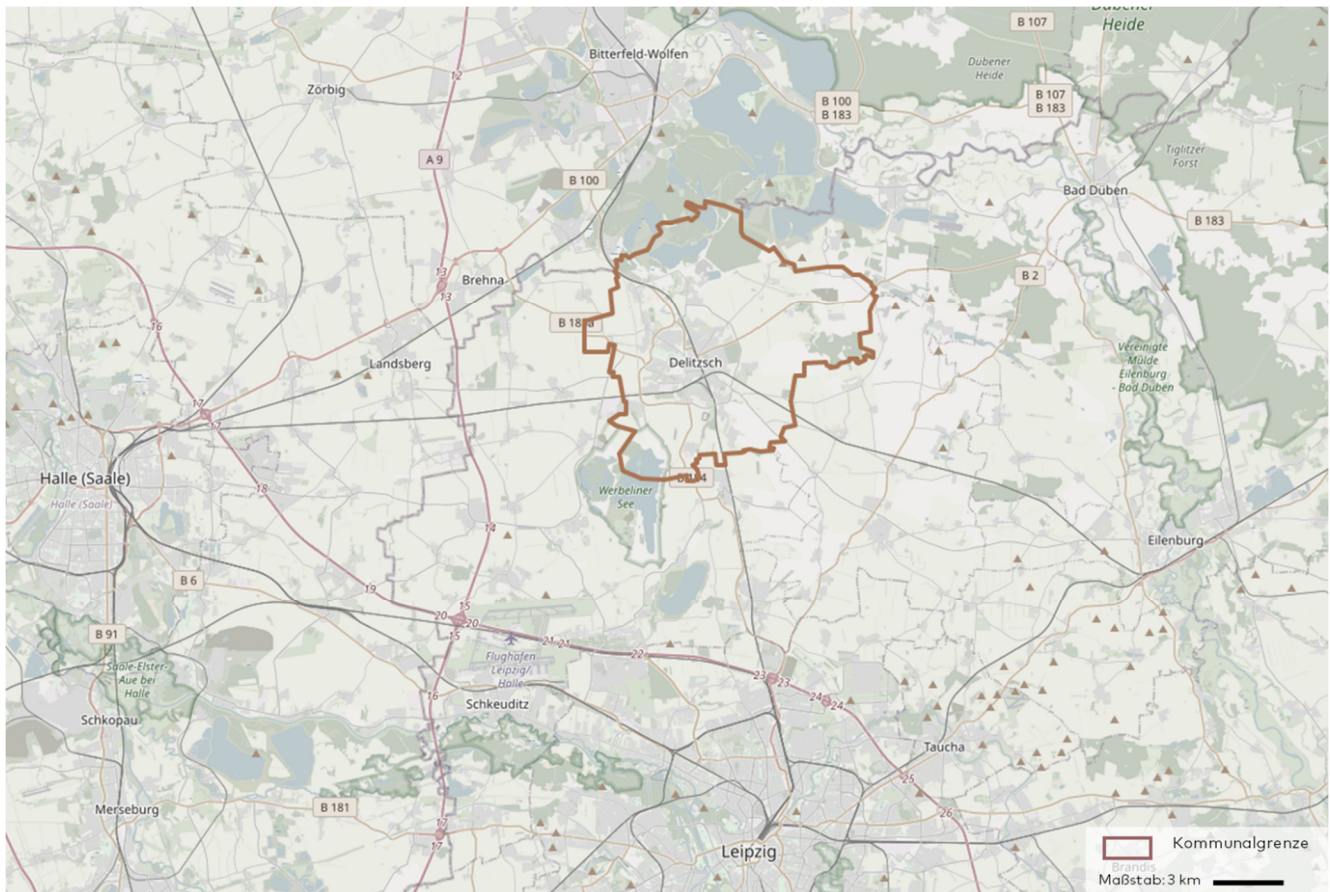 Dübener
Heide
B 107
Bitterfeld-Wolfen
12
Dübener
Heide
Zörbig
B 100
B 183
B 107
B 183
A 9
Tiglitzer
Forst
B 100
Bad Düben
B 183
13
B 2
Brehna
13
16
B 183a
Vereinigte
Mulde
Eilenburg
- Bad Düben
Landsberg
Delitzsch
17
17
Halle (Saale)
B 184
18
Werbeliner
See
Halle (Saale)
14
Eilenburg
B 6
19
15
20
20
15
21
21
B 91
22
Flughafen
Leipzig/
Halle
Saale-Elster-
Aue bei
Halle
23
23
16
24
24
Schkeuditz
Schkopau
Taucha
25
Merseburg
B 181
26
17
17
Leipzig
Kommunalgrenze
Brandis
Maßstab: 3 km